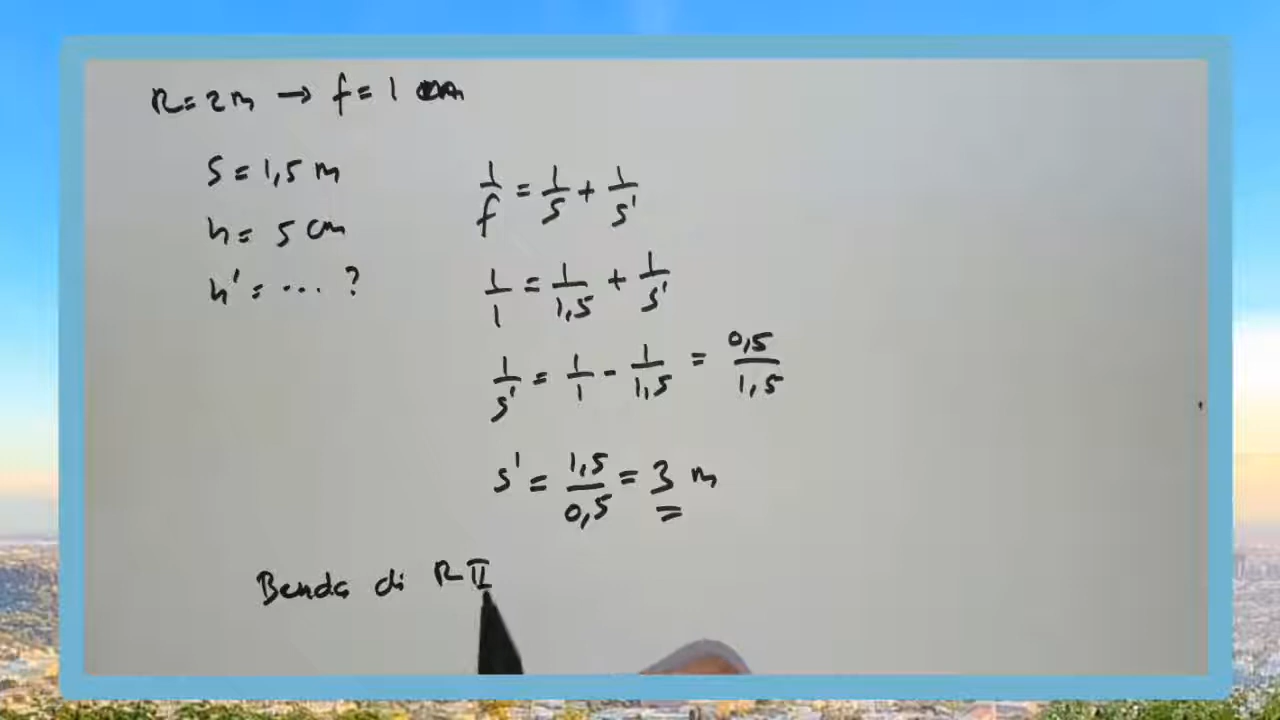 R = 2 m → f = 1 m
s = 1,5 m
h = 5 cm
h' = ... ?
1/f = 1/s + 1/s'
1/1 = 1/1,5 + 1/s'
1/s' = 1/1 - 1/1,5 = 0,5/1,5
s' = 1,5/0,5 = 3 m
Benda di R II